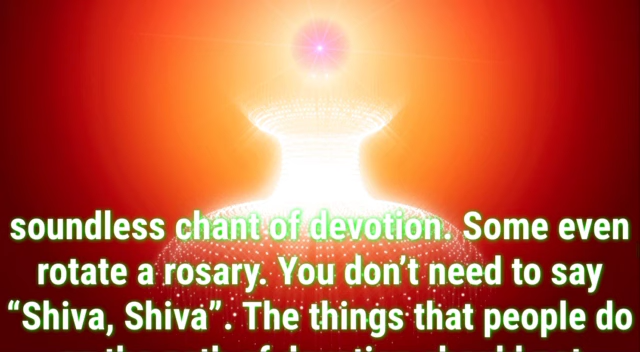 soundless chant of devotion. Some even
rotate a rosary. You don’t need to say
“Shiva, Shiva”. The things that people do